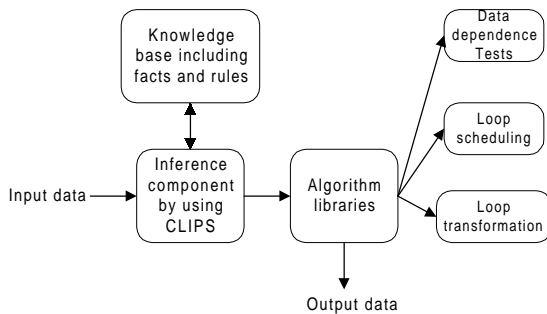 Knowledge
base including
facts and rules
Data
dependence
Tests
Loop
scheduling
Input data
Inference
component
by using
CLIPS
Algorithm
libraries
Loop
transformation
Output data